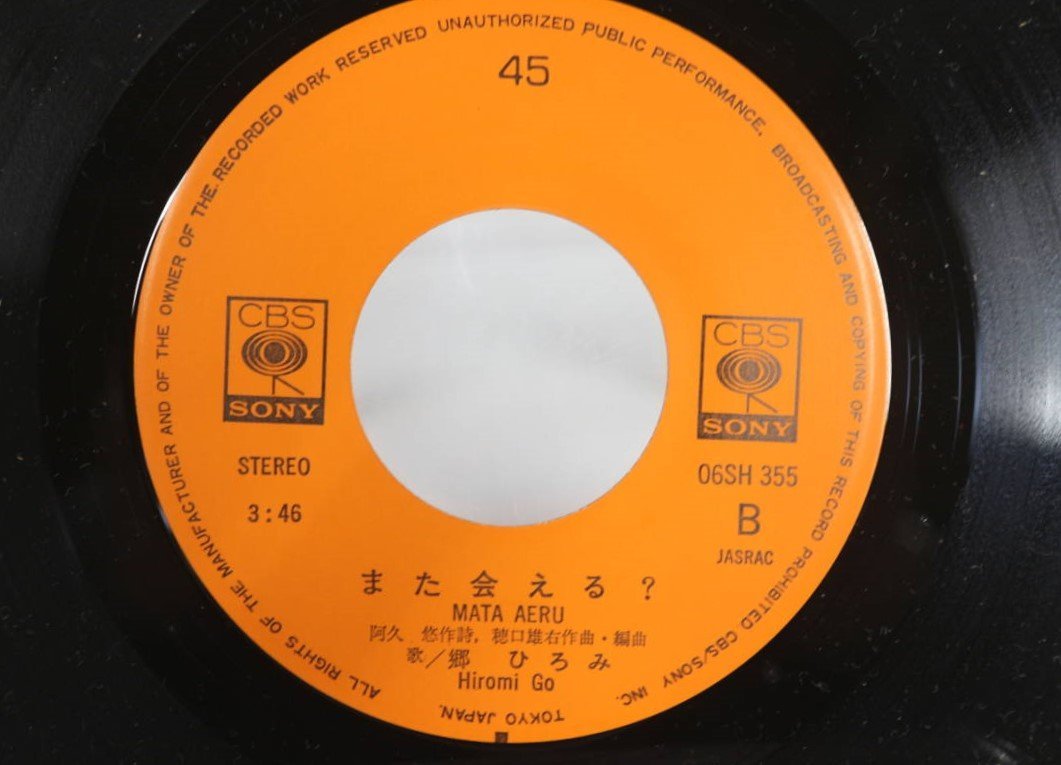 ALL RIGHTS OF THE MANUFACTURER AND OF THE OWNER OF THE RECORDED WORK RESERVED UNAUTHORIZED PUBLIC PERFORMANCE, BROADCASTING AND COPYING OF THIS RECORD PROHIBITED CBS/SONY INC.
TOKYO JAPAN.
45
CBS
SONY
CBS
SONY
STEREO
3:46
06SH 355
B
JASRAC
また会える?
MATA AERU
阿久 悠作詩, 穂口雄右作曲・編曲
歌/郷 ひろみ
Hiromi Go